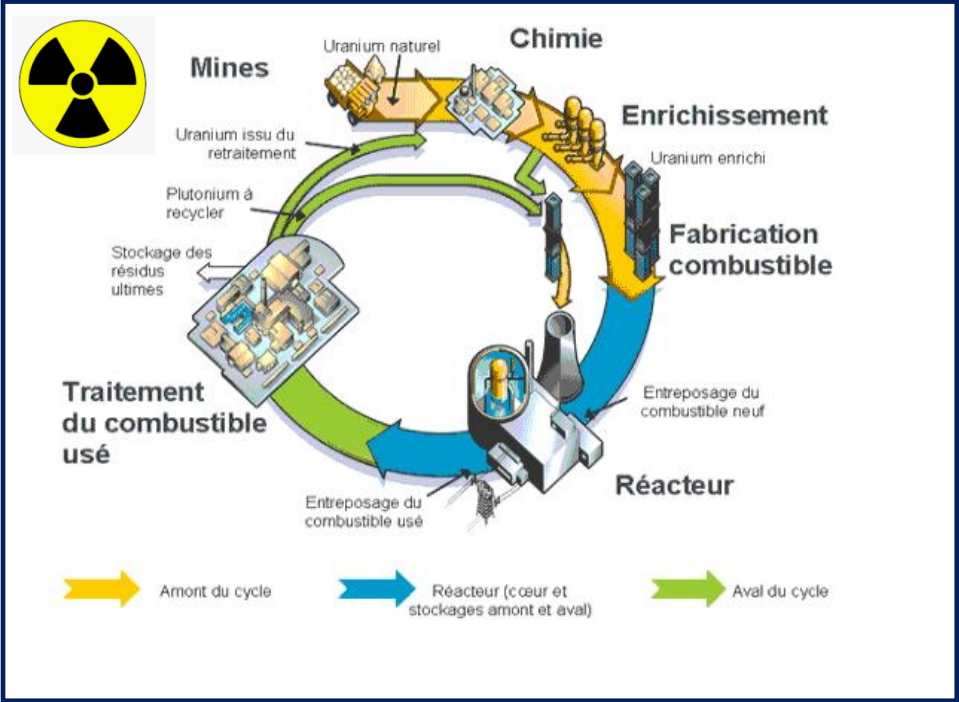 Chimie
Uranium naturel
Mines
Enrichissement
Uranium issu du
retraitement
Uranium enrichi
Plutonium à
recycler
Fabrication
combustible
Stockage des
résidus
ultimes
Traitement
du combustible
usé
Entreposage du
combustible neuf
Réacteur
Entreposage du
combustible usé
Amont du cycle
Réacteur (cœur et
stockages amont et aval)
Aval du cycle